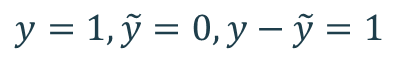 y = 1, ỹ = 0, y − ỹ = 1